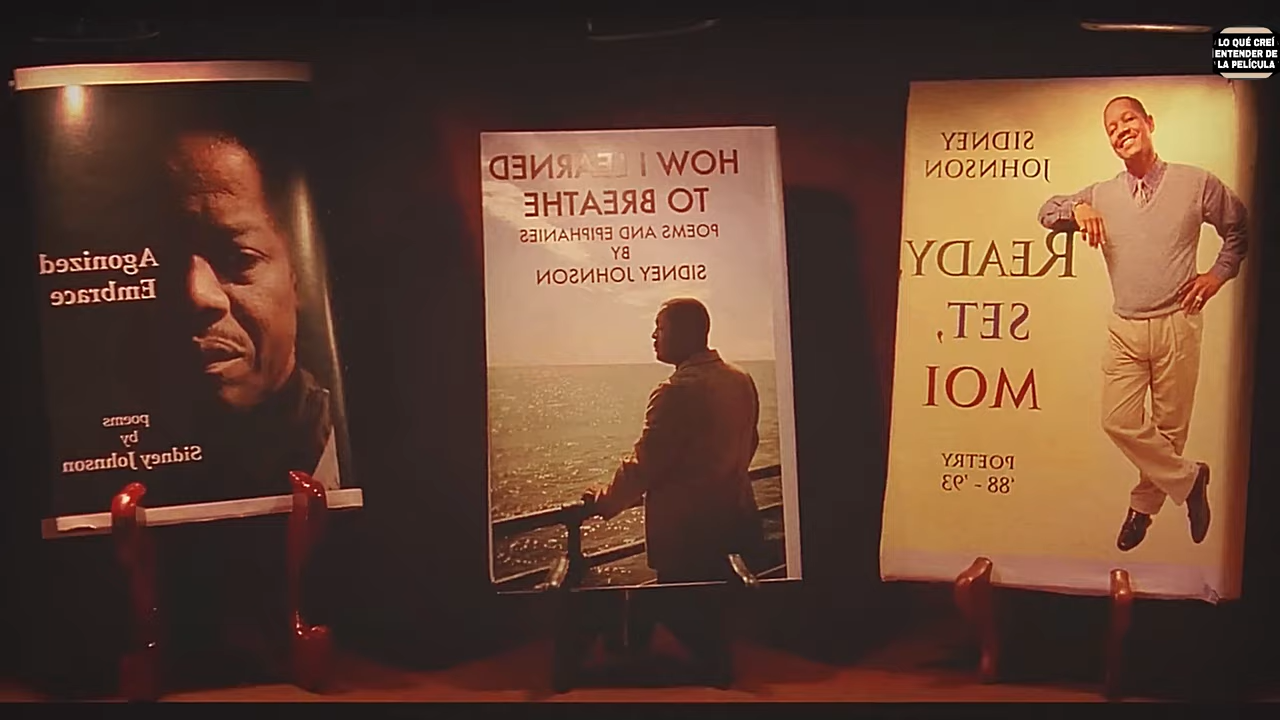 LO QUÉ CREÍ
ENTENDER DE
LA PELÍCULA
Agonized
Embrace
poems
by
Sidney Johnson
HOW I LEARNED
TO BREATHE
POEMS AND EPIPHANIES
BY
SIDNEY JOHNSON
SIDNEY
JOHNSON
READY,
SET,
MOI
POETRY
'88 - '93